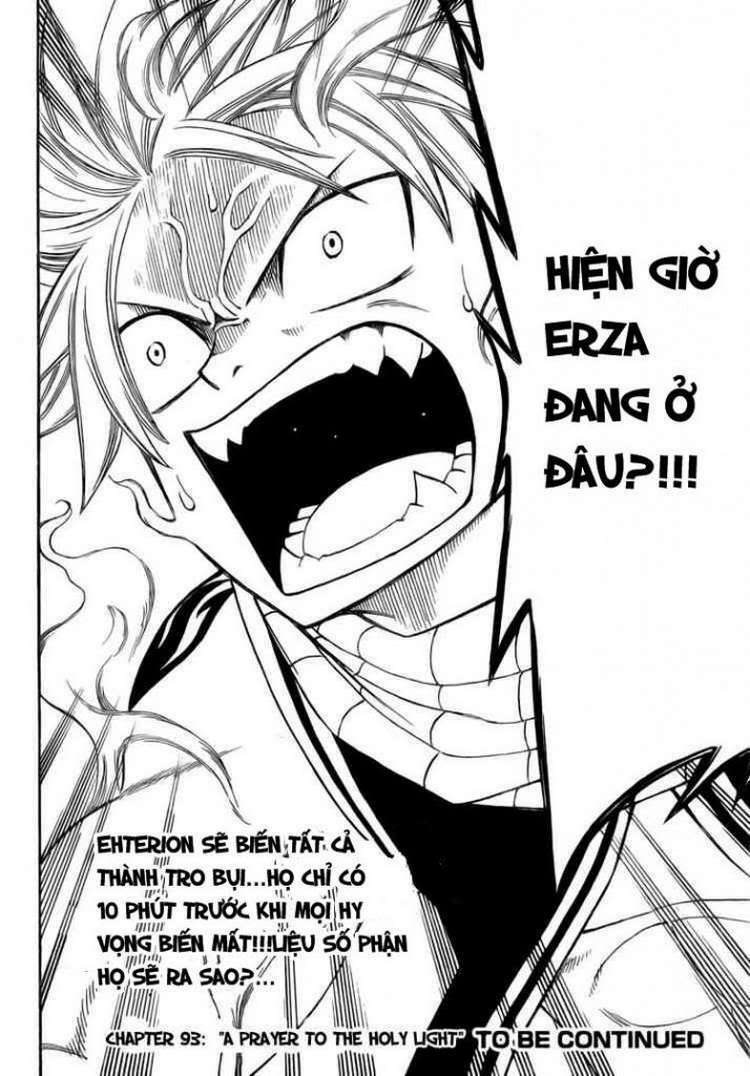 HIỆN GIỜ
ERZA
ĐANG Ở
ĐÂU?!!!
EHTERION SẼ BIẾN TẤT CẢ
THÀNH TRO BỤI...HỌ CHỈ CÓ
10 PHÚT TRƯỚC KHI MỌI HY
VỌNG BIẾN MẤT!!!LIỆU SỐ PHẬN
HỌ SẼ RA SAO?...
CHAPTER 93: "A PRAYER TO THE HOLY LIGHT" TO BE CONTINUED